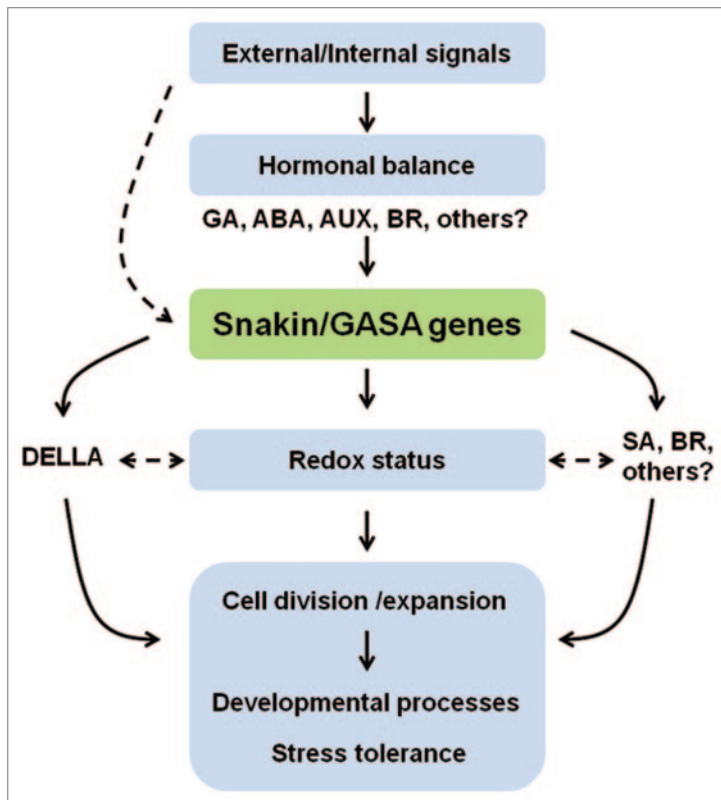 External/Internal signals
Hormonal balance
GA, ABA, AUX, BR, others?
Snakin/GASA genes
DELLA
Redox status
SA, BR,
others?
Cell division /expansion
Developmental processes
Stress tolerance